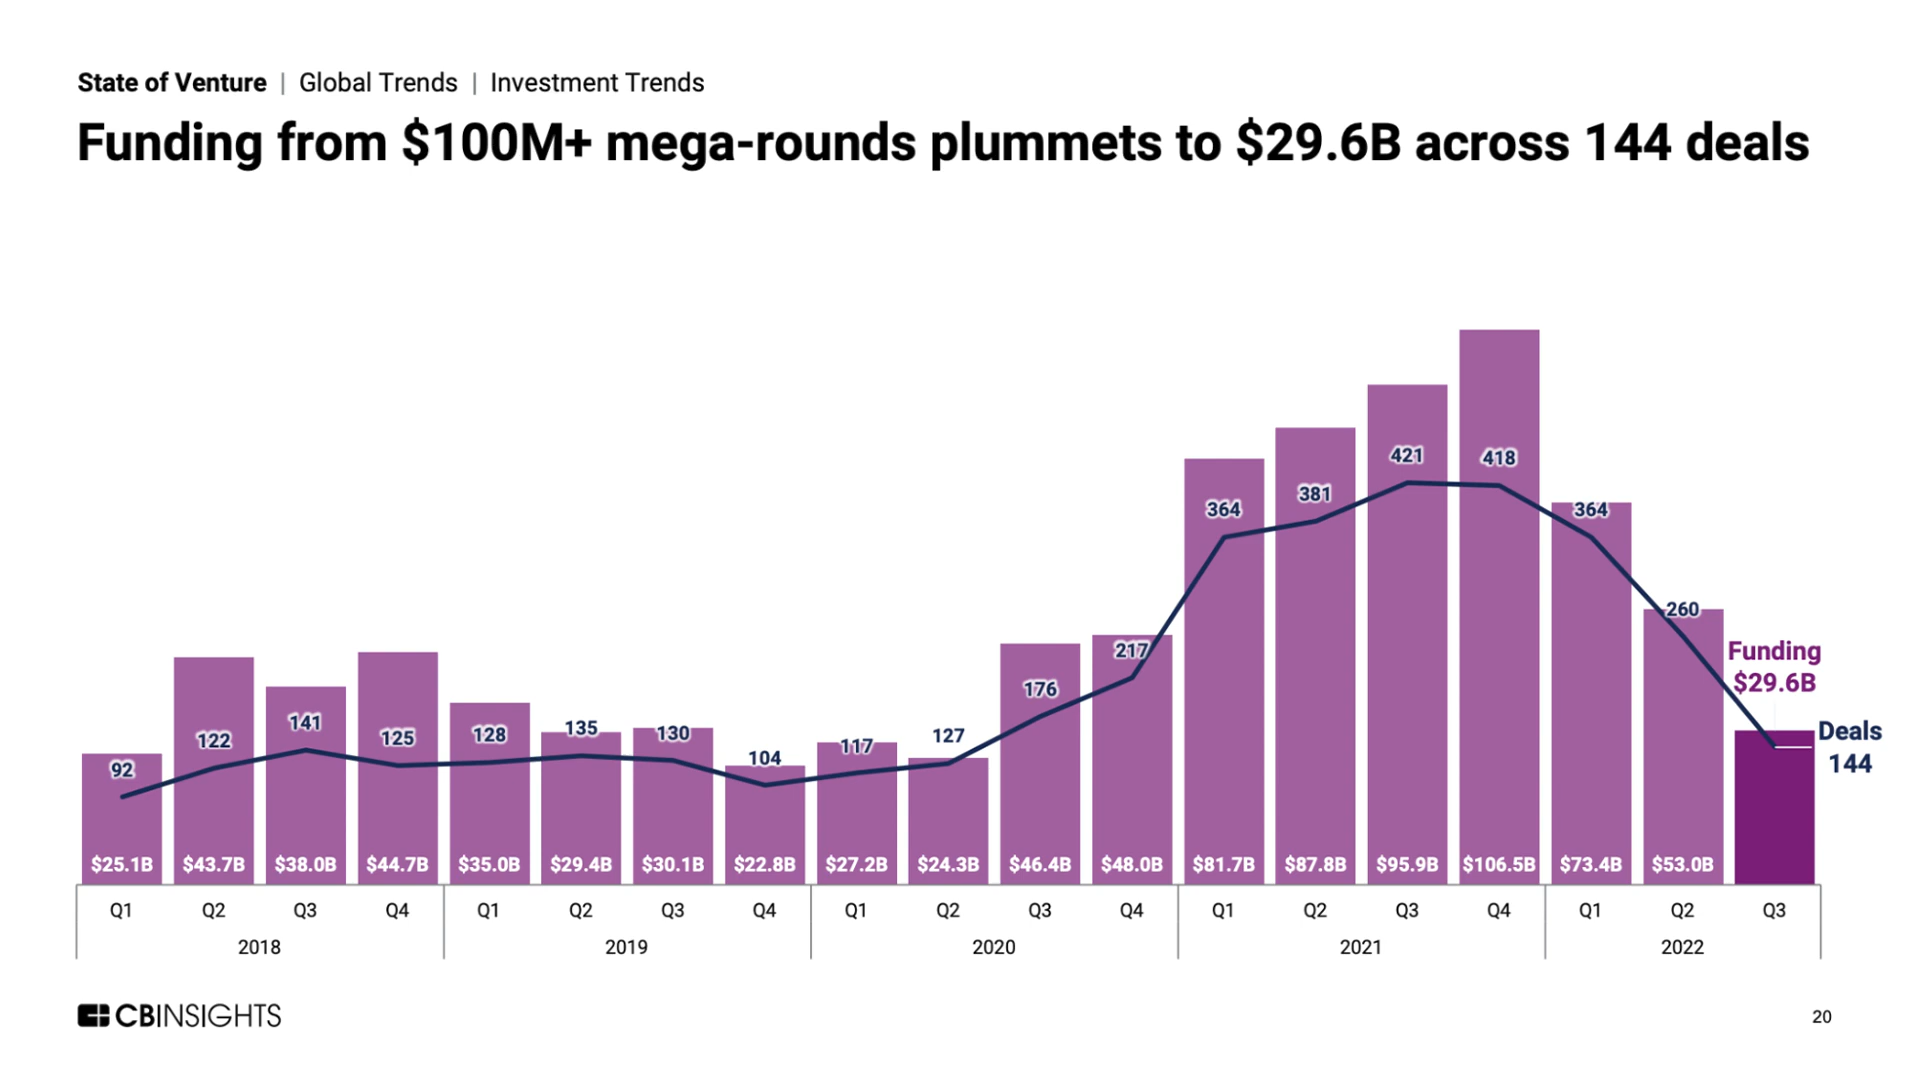 State of Venture | Global Trends | Investment Trends
Funding from $100M+ mega-rounds plummets to $29.6B across 144 deals
92 122 141 125 128 135 130 104 117 127 176 217 364 381 421 418 364 260
Funding
$29.6B
Deals
144
$25.1B $43.7B $38.0B $44.7B $35.0B $29.4B $30.1B $22.8B $27.2B $24.3B $46.4B $48.0B $81.7B $87.8B $95.9B $106.5B $73.4B $53.0B
Q1 Q2 Q3 Q4 Q1 Q2 Q3 Q4 Q1 Q2 Q3 Q4 Q1 Q2 Q3 Q4 Q1 Q2 Q3
2018 2019 2020 2021 2022
CBINSIGHTS
20